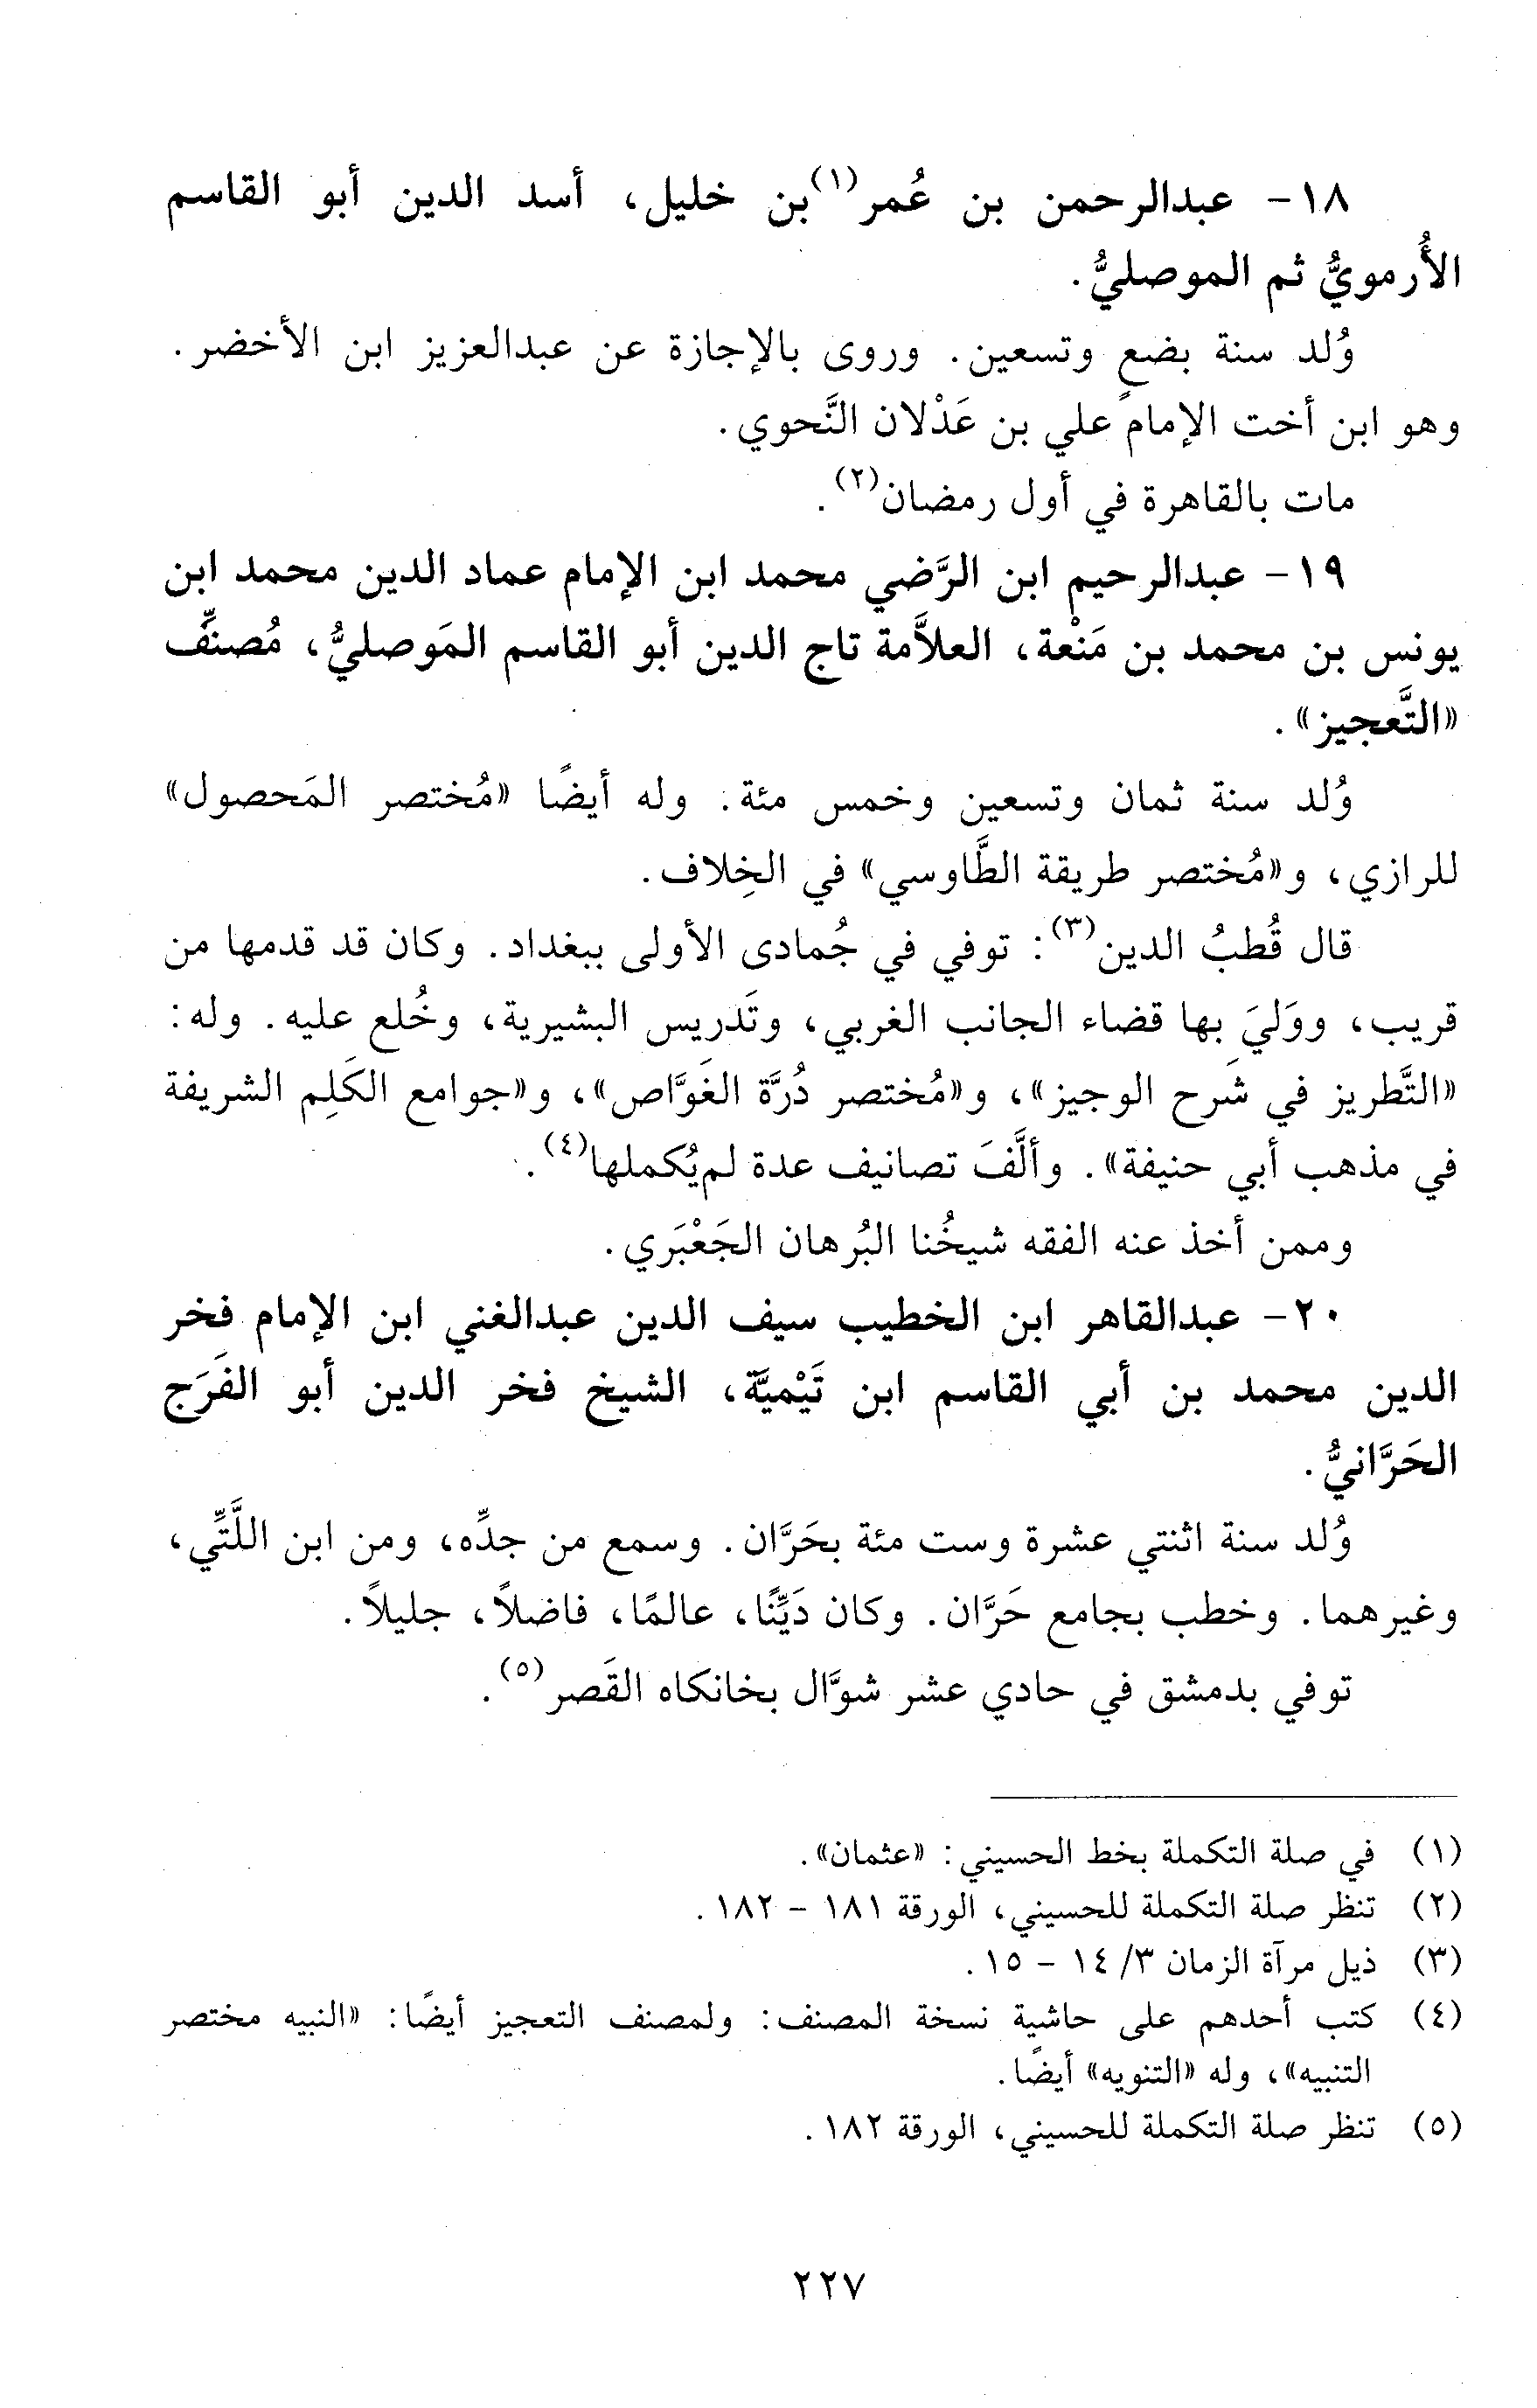 ١٨- عبدالرحمن بن عُمر(١) بن خليل، أسد الدين أبو القاسم
الأُرمويُّ ثم الموصليُّ.
وُلد سنة بضعٍ وتسعين. وروى بالإجازة عن عبدالعزيز ابن الأخضر.
وهو ابن أخت الإمام علي بن عَدْلان النَّحوي.
مات بالقاهرة في أول رمضان(٢).
١٩- عبدالرحيم ابن الرَّضي محمد ابن الإمام عماد الدين محمد ابن
يونس بن محمد بن مَنْعة، العلاَّمة تاج الدين أبو القاسم المَوصليُّ، مُصنِّف
«التَّعجيز».
وُلد سنة ثمان وتسعين وخمس مئة. وله أيضًا «مُختصر المَحصول»
للرازي، و«مُختصر طريقة الطَّاوسي» في الخِلاف.
قال قُطبُ الدين(٣): توفي في جُمادى الأولى ببغداد. وكان قد قدمها من
قريب، ووَليَ بها قضاء الجانب الغربي، وتَدريس البشيرية، وخُلع عليه. وله:
«التَّطريز في شَرح الوجيز»، و«مُختصر دُرَّة الغَوَّاص»، و«جوامع الكَلِم الشريفة
في مذهب أبي حنيفة». وألَّفَ تصانيف عدة لم يُكملها(٤).
وممن أخذ عنه الفقه شيخُنا البُرهان الجَعْبَري.
٢٠- عبدالقاهر ابن الخطيب سيف الدين عبدالغني ابن الإمام فخر
الدين محمد بن أبي القاسم ابن تَيْميَّة، الشيخ فخر الدين أبو الفَرَج
الحَرَّانيُّ.
وُلد سنة اثنتي عشرة وست مئة بحَرَّان. وسمع من جدِّه، ومن ابن اللَّتِّي،
وغيرهما. وخطب بجامع حَرَّان. وكان دَيِّنًا، عالمًا، فاضلاً، جليلاً.
توفي بدمشق في حادي عشر شوَّال بخانكاه القَصر(٥).
(١) في صلة التكملة بخط الحسيني: «عثمان».
(٢) تنظر صلة التكملة للحسيني، الورقة ١٨١ - ١٨٢.
(٣) ذيل مرآة الزمان ٣/ ١٤ - ١٥.
(٤) كتب أحدهم على حاشية نسخة المصنف: ولمصنف التعجيز أيضًا: «النبيه مختصر
التنبيه»، وله «التنويه» أيضًا.
(٥) تنظر صلة التكملة للحسيني، الورقة ١٨٢.
٢٢٧